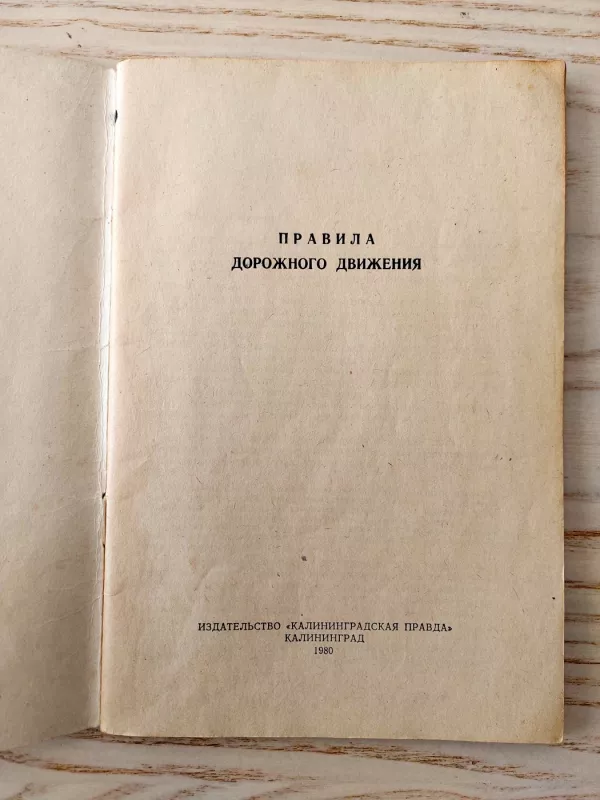 ПРАВИЛА
ДОРОЖНОГО ДВИЖЕНИЯ
ИЗДАТЕЛЬСТВО «КАЛИНИНГРАДСКАЯ ПРАВДА»
КАЛИНИНГРАД
1980